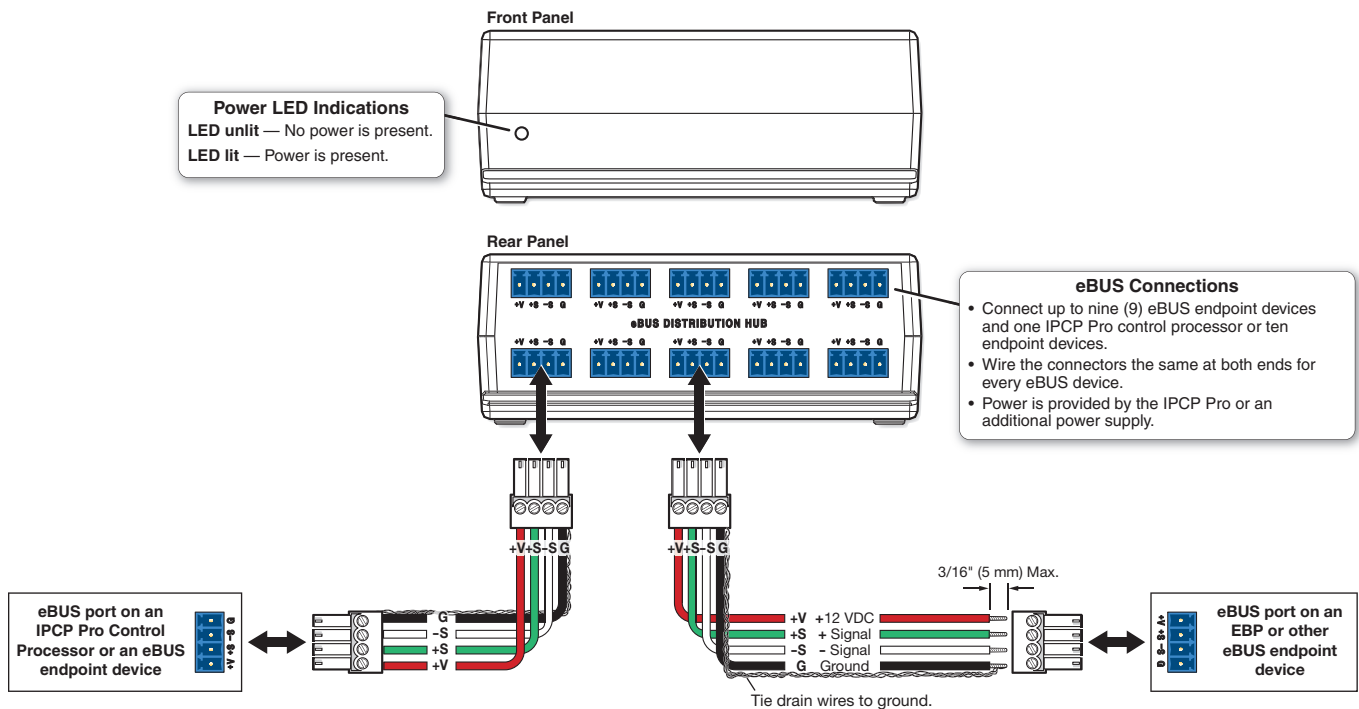 Front Panel
Power LED Indications
LED unlit — No power is present.
LED lit — Power is present.
Rear Panel
+V +S -S G +V +S -S G +V +S -S G +V +S -S G +V +S -S G
eBUS DISTRIBUTION HUB
+V +S -S G +V +S -S G +V +S -S G +V +S -S G +V +S -S G
eBUS Connections
• Connect up to nine (9) eBUS endpoint devices
and one IPCP Pro control processor or ten
endpoint devices.
• Wire the connectors the same at both ends for
every eBUS device.
• Power is provided by the IPCP Pro or an
additional power supply.
+V+S-S G
+V+S-S G
eBUS port on an
IPCP Pro Control
Processor or an eBUS
endpoint device
+V +S -S G
G
-S
+S
+V
3/16" (5 mm) Max.
+V +12 VDC
+S + Signal
-S - Signal
G Ground
Tie drain wires to ground.
G -S +S +V
eBUS port on an
EBP or other
eBUS endpoint
device